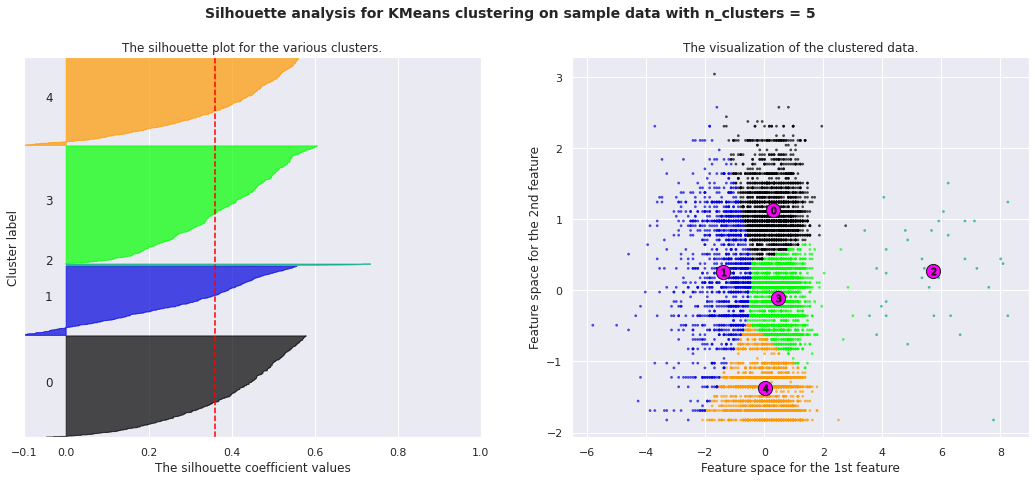 Silhouette analysis for KMeans clustering on sample data with n_clusters = 5
The silhouette plot for the various clusters.
Cluster label
4
3
2
1
0
−0.1 0.0 0.2 0.4 0.6 0.8 1.0
The silhouette coefficient values
The visualization of the clustered data.
Feature space for the 2nd feature
3
2
1
0
−1
−2
0
1
2
3
4
−6 −4 −2 0 2 4 6 8
Feature space for the 1st feature